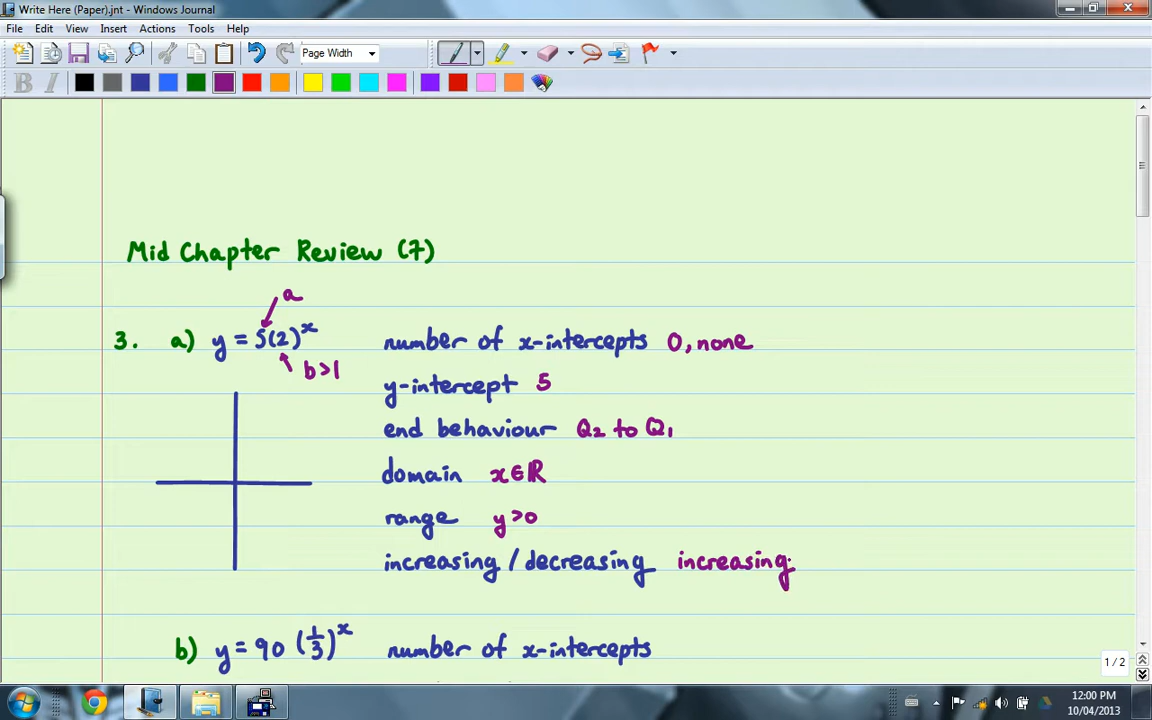 Write Here (Paper).jnt - Windows Journal
File Edit View Insert Actions Tools Help
Page Width
B I
Mid Chapter Review (7)
a
3. a) y = 5(2)^x number of x-intercepts 0, none
b>1
y-intercept 5
end behaviour Q2 to Q1
domain x∈ℝ
range y>0
increasing / decreasing increasing
b) y = 90 (1/3)^x number of x-intercepts
1 / 2
12:00 PM
10/04/2013